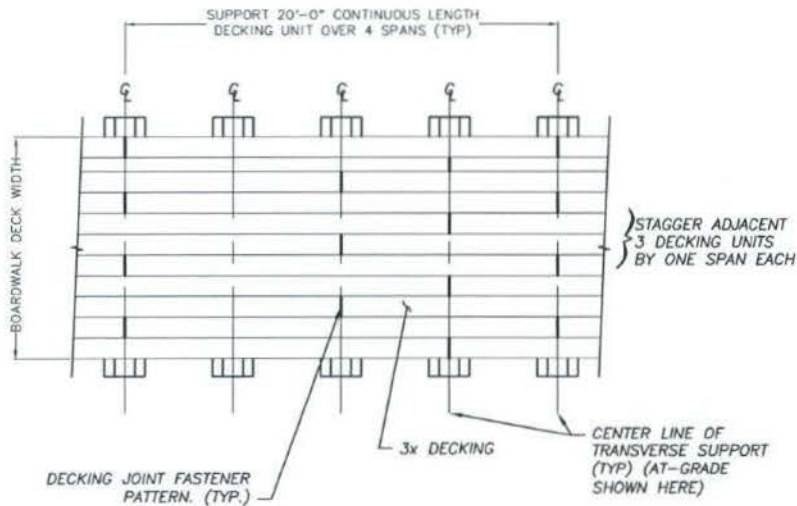 SUPPORT 20'-0" CONTINUOUS LENGTH
DECKING UNIT OVER 4 SPANS (TYP)
℄ ℄ ℄ ℄ ℄
BOARDWALK DECK WIDTH
STAGGER ADJACENT
3 DECKING UNITS
BY ONE SPAN EACH
3x DECKING
DECKING JOINT FASTENER
PATTERN. (TYP.)
CENTER LINE OF
TRANSVERSE SUPPORT
(TYP) (AT-GRADE
SHOWN HERE)